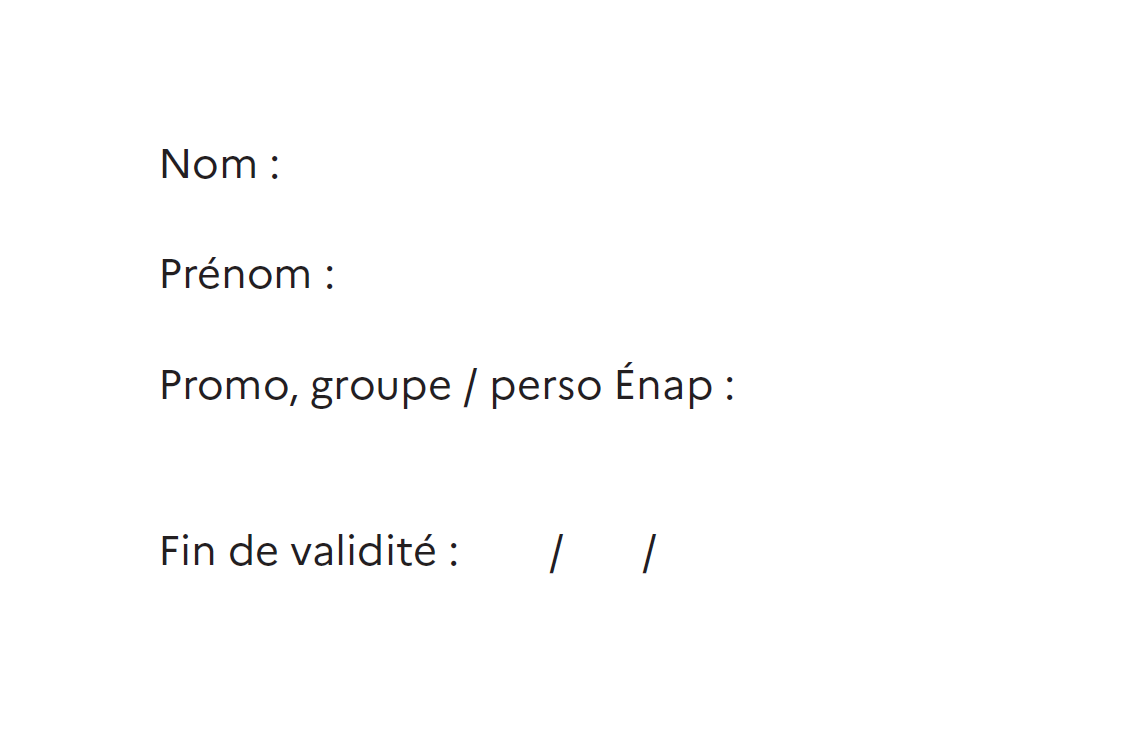 Nom :
Prénom :
Promo, groupe / perso Énap :
Fin de validité : / /